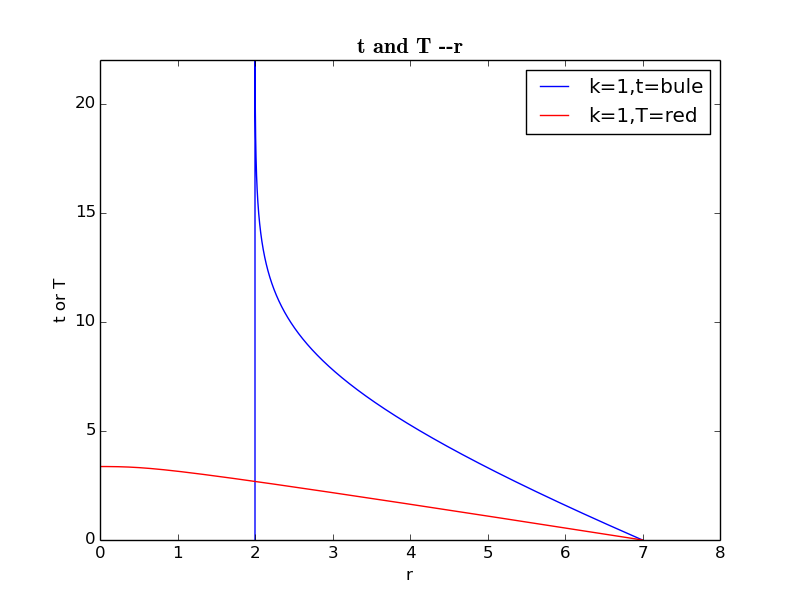 t and T --r
k=1,t=bule
k=1,T=red
20
15
10
5
0
t or T
0 1 2 3 4 5 6 7 8
r